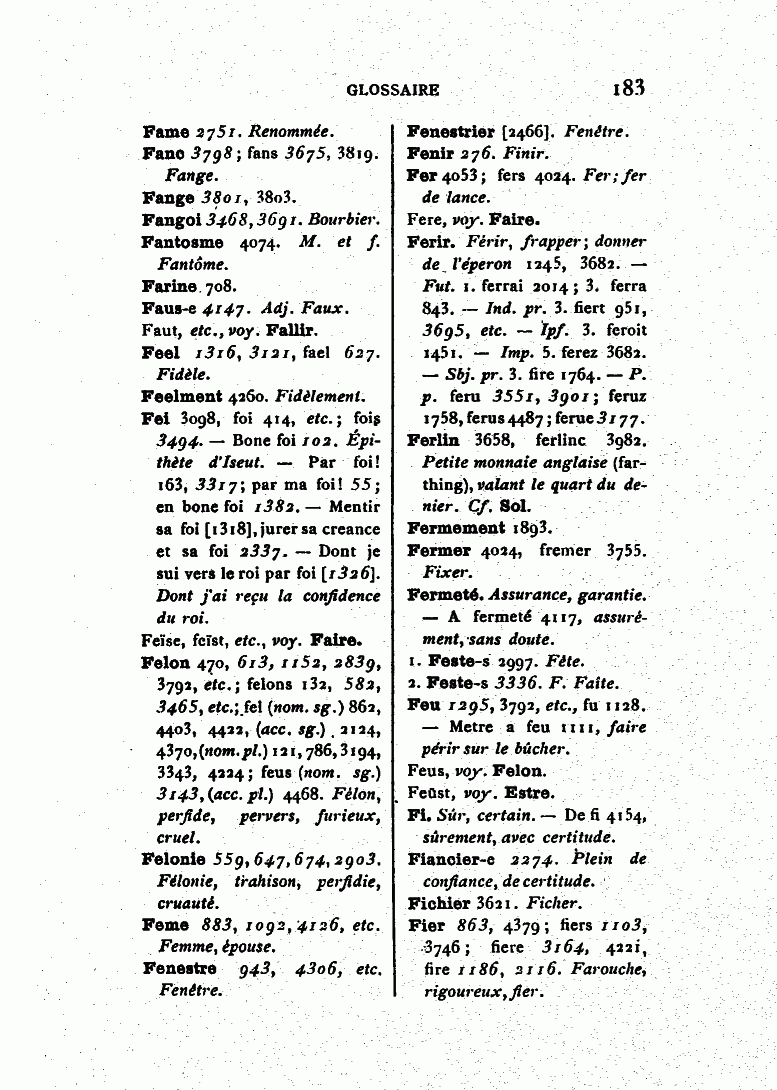 GLOSSAIRE 183
Fame 2751. Renommée.
Fanc 3798; fans 3675, 3819.
Fange.
Fange 3801, 3803.
Fangoi 3468, 3691. Bourbier.
Fantosme 4074. M. et f.
Fantôme.
Farine 708.
Faus-e 4147. Adj. Faux.
Faut, etc., voy. Fallir.
Feel 1316, 3121, fael 627.
Fidèle.
Feelment 4260. Fidèlement.
Fei 3098, foi 414, etc.; fois
3494. — Bone foi 102. Épi-
thète d'Iseut. — Par foi!
163, 3317; par ma foi! 55;
en bone foi 1382. — Mentir
sa foi [1318], jurer sa creance
et sa foi 2337. — Dont je
sui vers le roi par foi [1326].
Dont j'ai reçu la confidence
du roi.
Feïse, feïst, etc., voy. Faire.
Felon 470, 613, 1152, 2839,
3792, etc.; felons 132, 582,
3465, etc.; fel (nom. sg.) 862,
4403, 4422, (acc. sg.) 2124,
4370, (nom. pl.) 121, 786, 3194,
3343, 4224; feus (nom. sg.)
3143, (acc. pl.) 4468. Félon,
perfide, pervers, furieux,
cruel.
Felonie 559, 647, 674, 2903.
Félonie, trahison, perfidie,
cruauté.
Feme 883, 1092, 4126, etc.
Femme, épouse.
Fenestre 943, 4306, etc.
Fenêtre.
Fenestrier [2466]. Fenêtre.
Fenir 276. Finir.
Fer 4053; fers 4024. Fer; fer
de lance.
Fere, voy. Faire.
Ferir. Férir, frapper; donner
de l'éperon 1245, 3682. —
Fut. 1. ferrai 2014; 3. ferra
843. — Ind. pr. 3. fiert 951,
3695, etc. — Ipf. 3. feroit
1451. — Imp. 5. ferez 3682.
— Sbj. pr. 3. fire 1764. — P.
p. feru 3551, 3901; feruz
1758, ferus 4487; ferue 3177.
Ferlin 3658, ferlinc 3982.
Petite monnaie anglaise (far-
thing), valant le quart du de-
nier. Cf. Sol.
Fermement 1893.
Fermer 4024, fremer 3755.
Fixer.
Fermeté. Assurance, garantie.
— A fermeté 4117, assuré-
ment, sans doute.
1. Feste-s 2997. Fête.
2. Feste-s 3336. F. Faîte.
Feu 1295, 3792, etc., fu 1128.
— Metre a feu 1111, faire
périr sur le bûcher.
Feus, voy. Felon.
Feüst, voy. Estre.
Fi. Sûr, certain. — De fi 4154,
sûrement, avec certitude.
Fiancier-e 2274. Plein de
confiance, de certitude.
Fichier 3621. Ficher.
Fier 863, 4379; fiers 1103,
3746; fiere 3164, 4221,
fire 1186, 2116. Farouche,
rigoureux, fier.